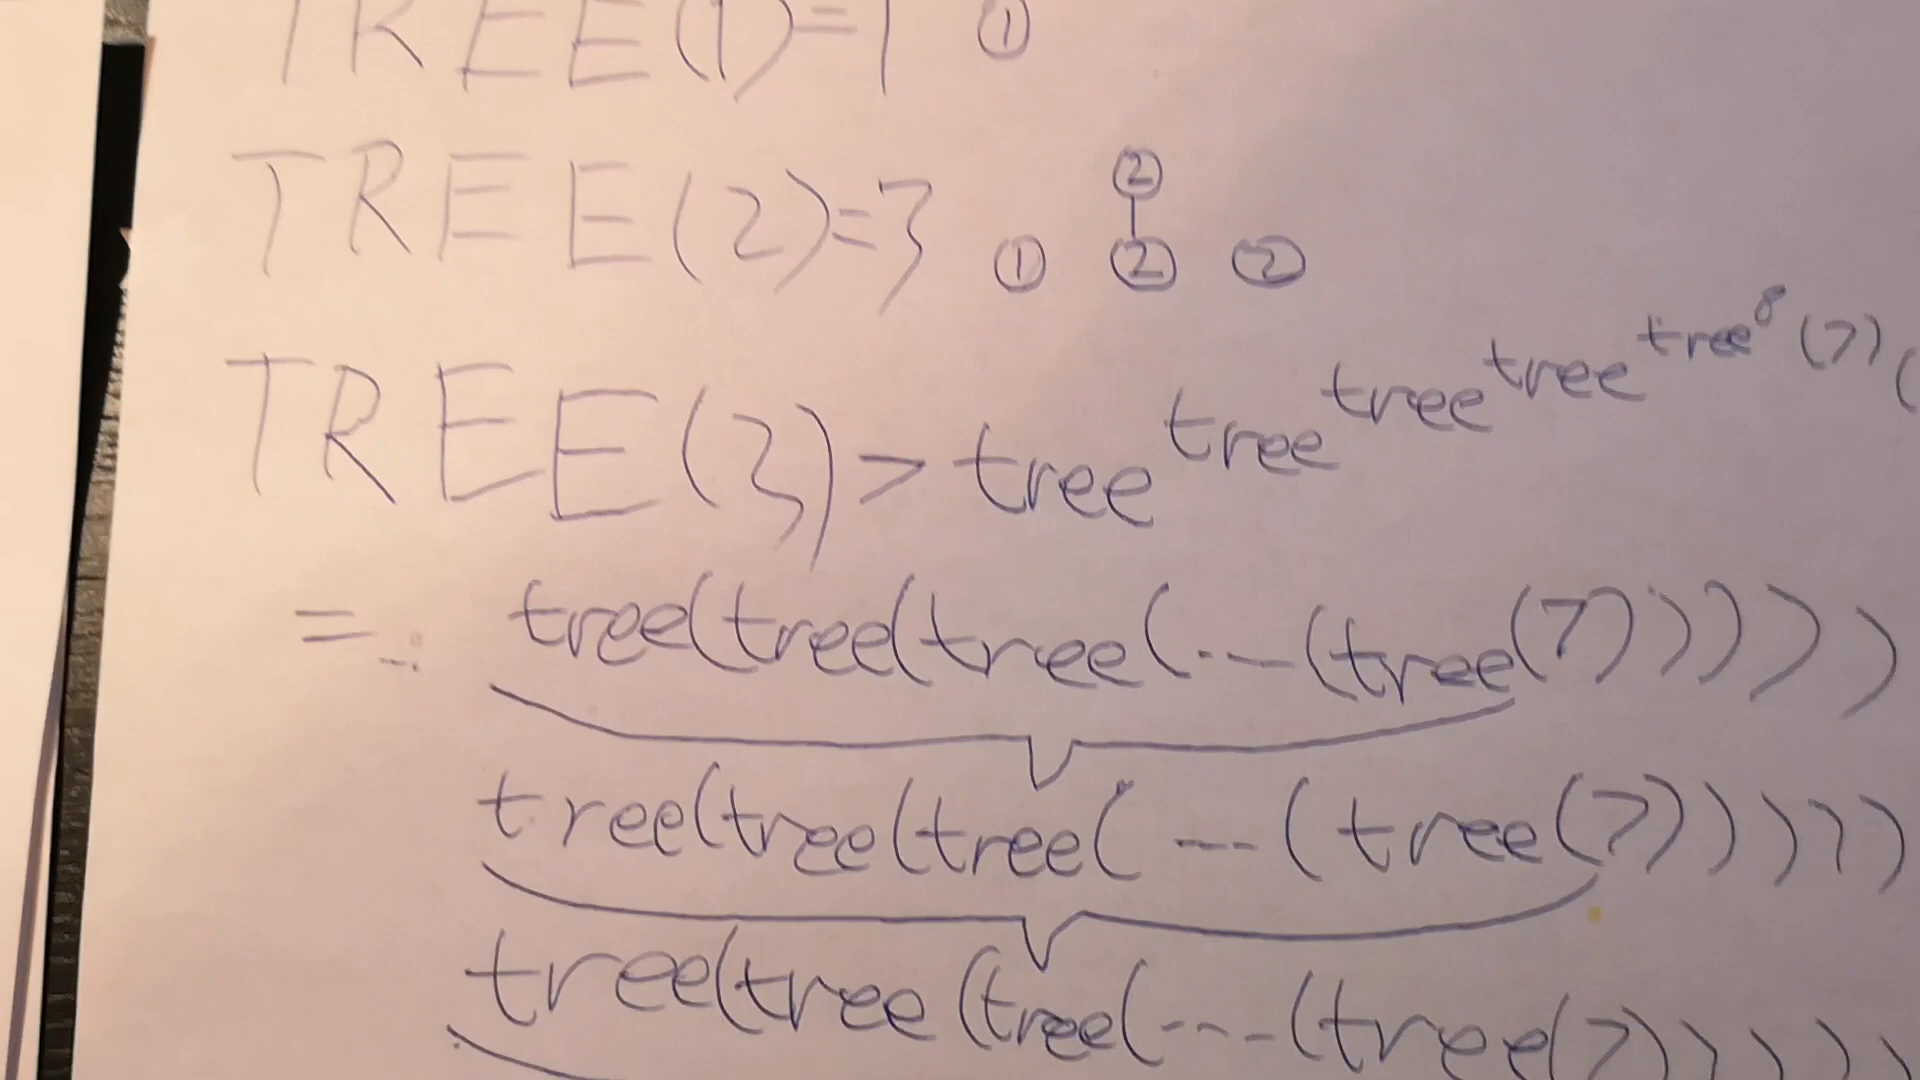 TREE(1)=1 ①
②
TREE(2)=3 ① ② ②
TREE(3)>tree^tree^tree^tree^tree^8(7)(
= tree(tree(tree(...(tree(7)))))
tree(tree(tree(---(tree(7)))))
tree(tree(tree(---(tree(7)))))